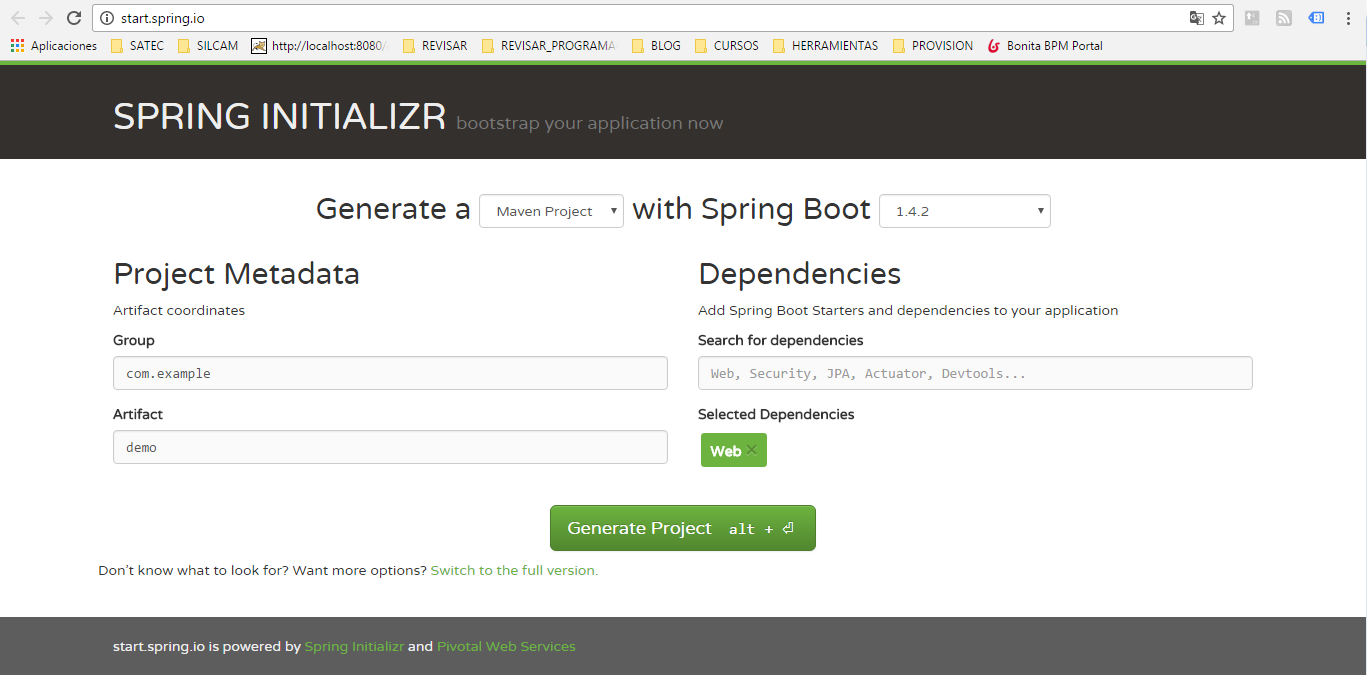 start.spring.io
Aplicaciones SATEC SILCAM http://localhost:8080/ REVISAR REVISAR_PROGRAMA BLOG CURSOS HERRAMIENTAS PROVISION Bonita BPM Portal
SPRING INITIALIZR bootstrap your application now
Generate a Maven Project with Spring Boot 1.4.2
Project Metadata
Artifact coordinates
Group
com.example
Artifact
demo
Dependencies
Add Spring Boot Starters and dependencies to your application
Search for dependencies
Web, Security, JPA, Actuator, Devtools...
Selected Dependencies
Web ×
Generate Project alt + ⏎
Don't know what to look for? Want more options? Switch to the full version.
start.spring.io is powered by Spring Initializr and Pivotal Web Services